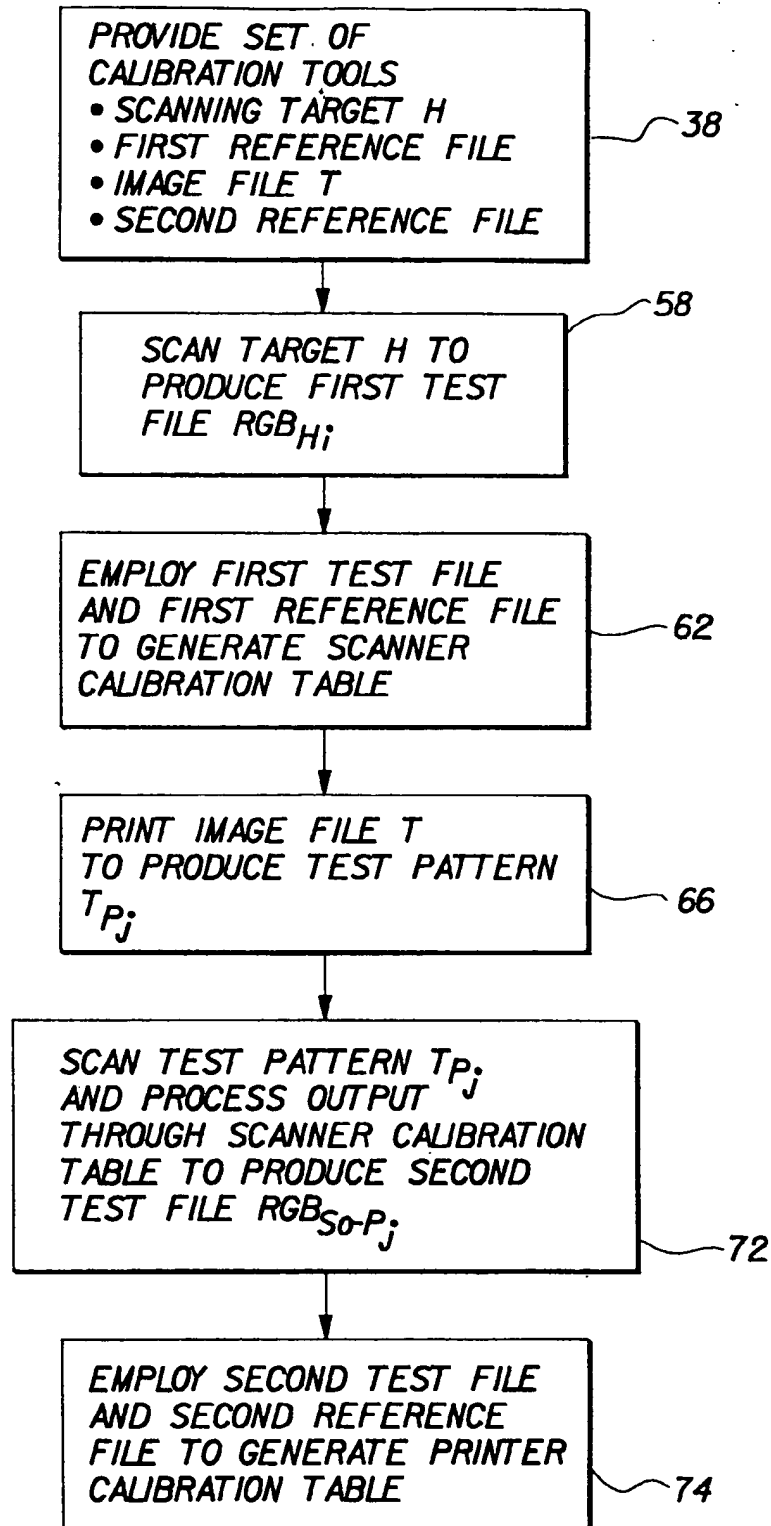 PROVIDE SET OF
CALIBRATION TOOLS
• SCANNING TARGET H
• FIRST REFERENCE FILE
• IMAGE FILE T
• SECOND REFERENCE FILE
38
58
SCAN TARGET H TO
PRODUCE FIRST TEST
FILE RGB_Hi
EMPLOY FIRST TEST FILE
AND FIRST REFERENCE FILE
TO GENERATE SCANNER
CALIBRATION TABLE
62
PRINT IMAGE FILE T
TO PRODUCE TEST PATTERN
T_Pj
66
SCAN TEST PATTERN T_Pj
AND PROCESS OUTPUT
THROUGH SCANNER CALIBRATION
TABLE TO PRODUCE SECOND
TEST FILE RGB_So-Pj
72
EMPLOY SECOND TEST FILE
AND SECOND REFERENCE
FILE TO GENERATE PRINTER
CALIBRATION TABLE
74